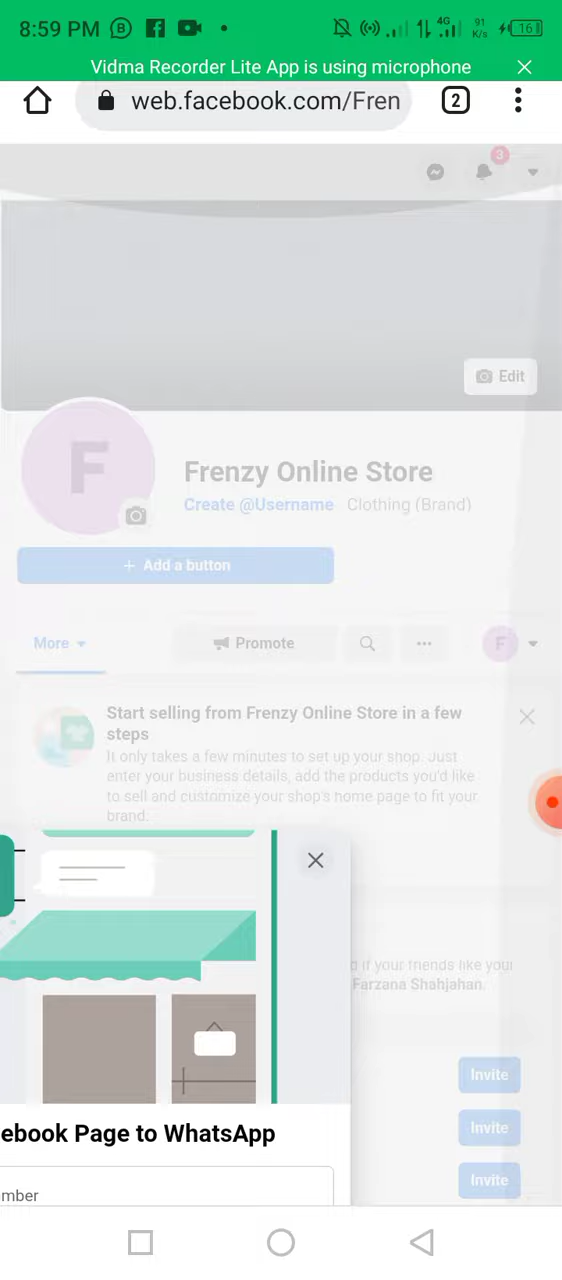 8:59 PM
4G
91
K/s
16
Vidma Recorder Lite App is using microphone
web.facebook.com/Fren
2
3
Edit
F
Frenzy Online Store
Create @Username Clothing (Brand)
+ Add a button
More
Promote
F
Start selling from Frenzy Online Store in a few
steps
It only takes a few minutes to set up your shop. Just
enter your business details, add the products you'd like
to sell and customize your shop's home page to fit your
brand.
d if your friends like your
Farzana Shahjahan.
Invite
ebook Page to WhatsApp
Invite
mber
Invite